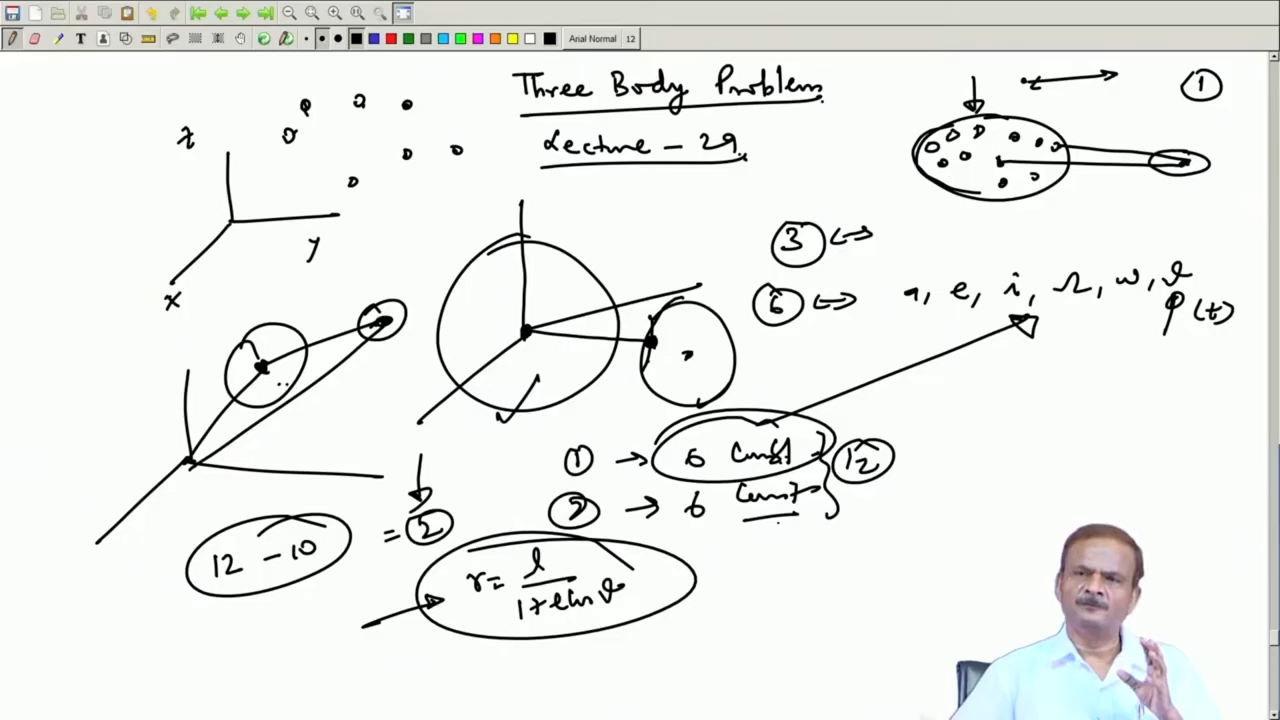 Arial Normal 12
Three Body Problem
Lecture - 29
1
z
y
x
3 ↔
6 ↔ a, e, i, Ω, ω, θ
(t)
1 → 6 Const
2 → 6 Const
12
12 - 10 = 2
r = l / 1+e cos θ